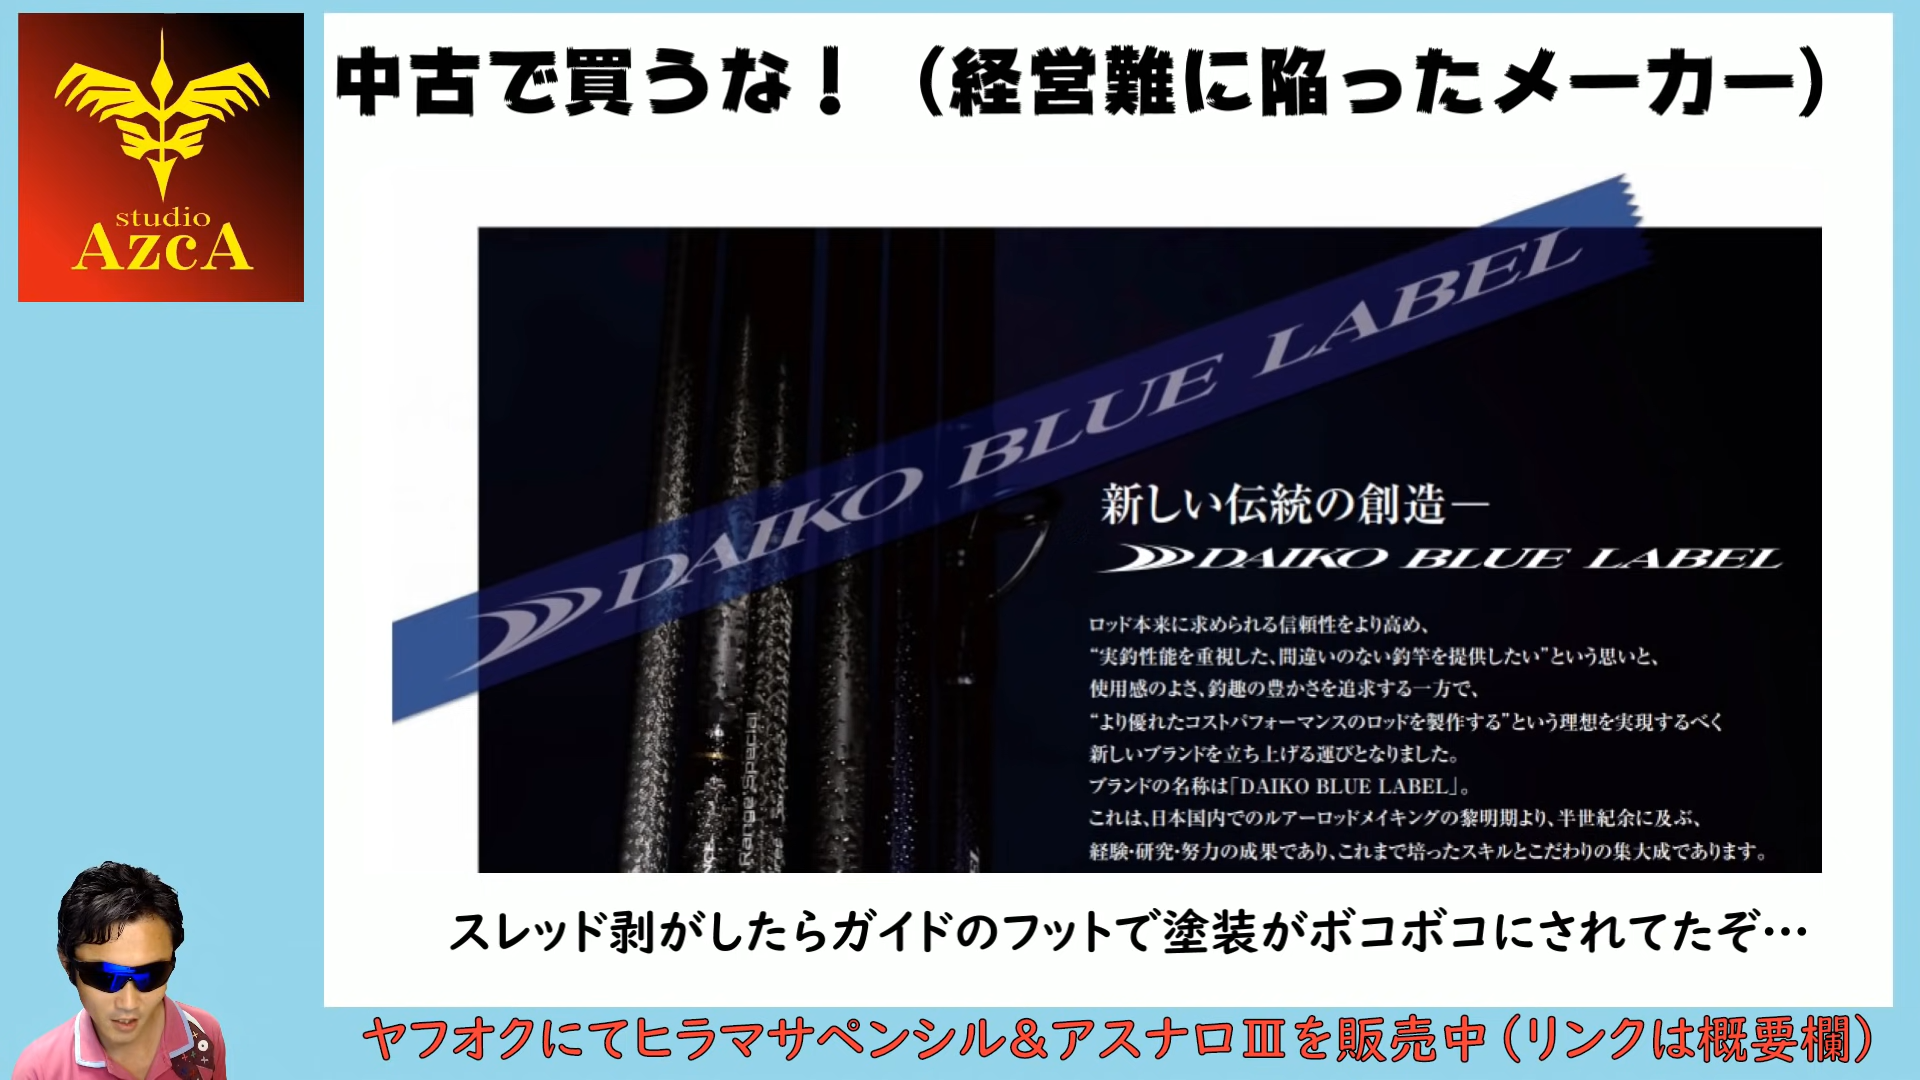 studio
AzcA
中古で買うな！（経営難に陥ったメーカー）
DAIKO BLUE LABEL
新しい伝統の創造―
DAIKO BLUE LABEL
ロッド本来に求められる信頼性をより高め、
“実釣性能を重視した、間違いのない釣竿を提供したい”という思いと、
使用感のよさ、釣趣の豊かさを追求する一方で、
“より優れたコストパフォーマンスのロッドを製作する”という理想を実現するべく
新しいブランドを立ち上げる運びとなりました。
ブランドの名称は「DAIKO BLUE LABEL」。
これは、日本国内でのルアーロッドメイキングの黎明期より、半世紀余に及ぶ、
経験・研究・努力の成果であり、これまで培ったスキルとこだわりの集大成であります。
Range Special
スレッド剥がしたらガイドのフットで塗装がボコボコにされてたぞ…
ヤフオクにてヒラマサペンシル＆アスナロⅢを販売中（リンクは概要欄）